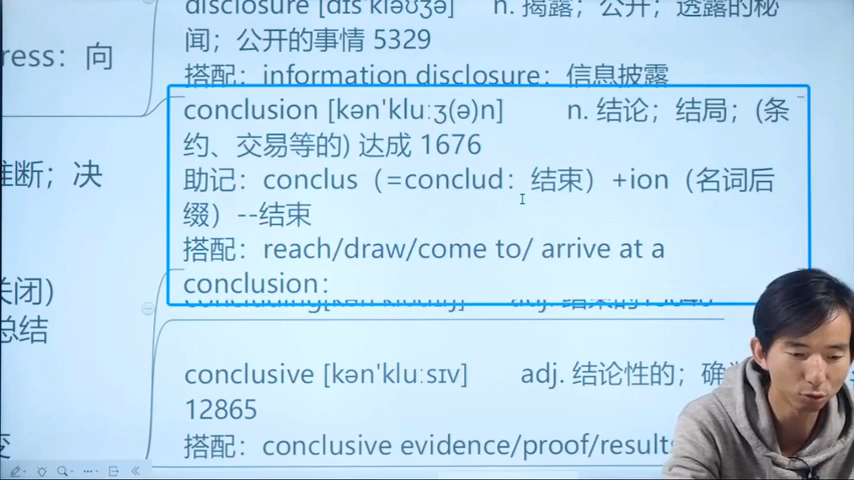 disclosure [dɪsˈkləʊʒə] n. 揭露；公开；透露的秘
闻；公开的事情 5329
搭配：information disclosure：信息披露
ress：向
conclusion [kənˈkluːʒ(ə)n] n. 结论；结局；(条
约、交易等的) 达成 1676
助记：conclus（=conclud：结束）+ion（名词后
缀）--结束
搭配：reach/draw/come to/ arrive at a
conclusion：
推断；决
关闭)
总结
conclusive [kənˈkluːsɪv] adj. 结论性的；确
12865
搭配：conclusive evidence/proof/results
变